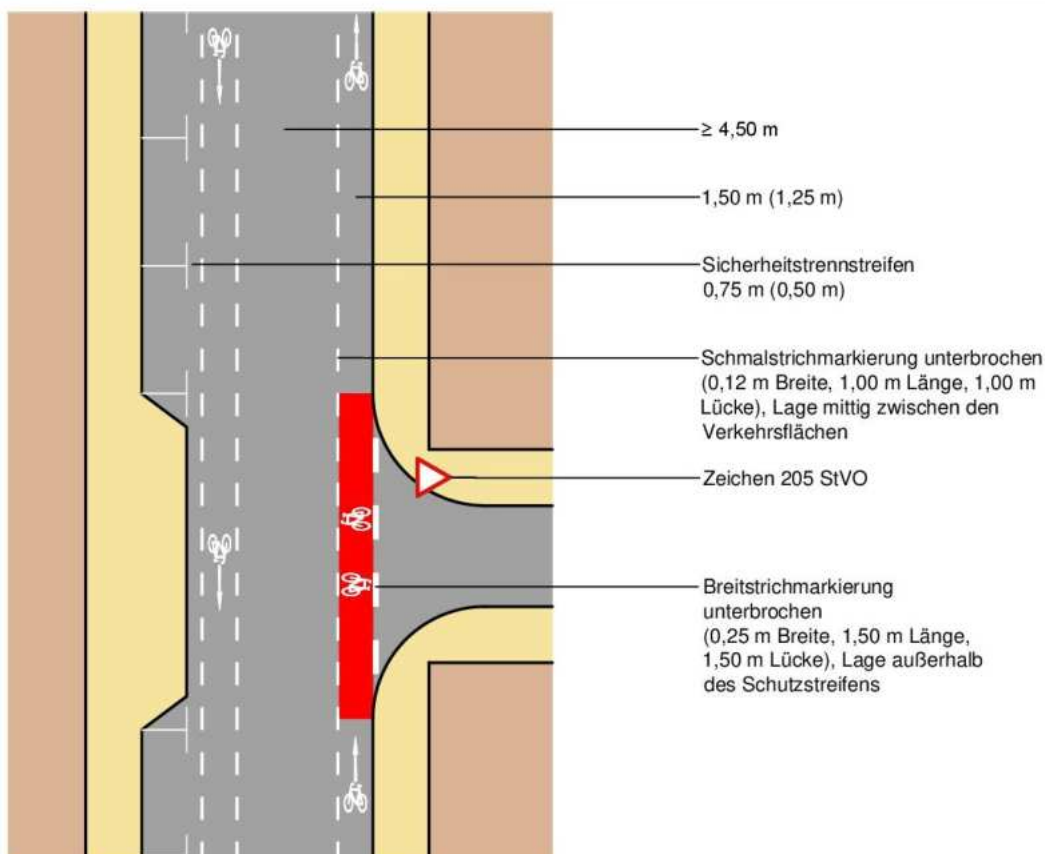 ≥ 4,50 m
1,50 m (1,25 m)
Sicherheitstrennstreifen
0,75 m (0,50 m)
Schmalstrichmarkierung unterbrochen
(0,12 m Breite, 1,00 m Länge, 1,00 m
Lücke), Lage mittig zwischen den
Verkehrsflächen
Zeichen 205 StVO
Breitstrichmarkierung
unterbrochen
(0,25 m Breite, 1,50 m Länge,
1,50 m Lücke), Lage außerhalb
des Schutzstreifens